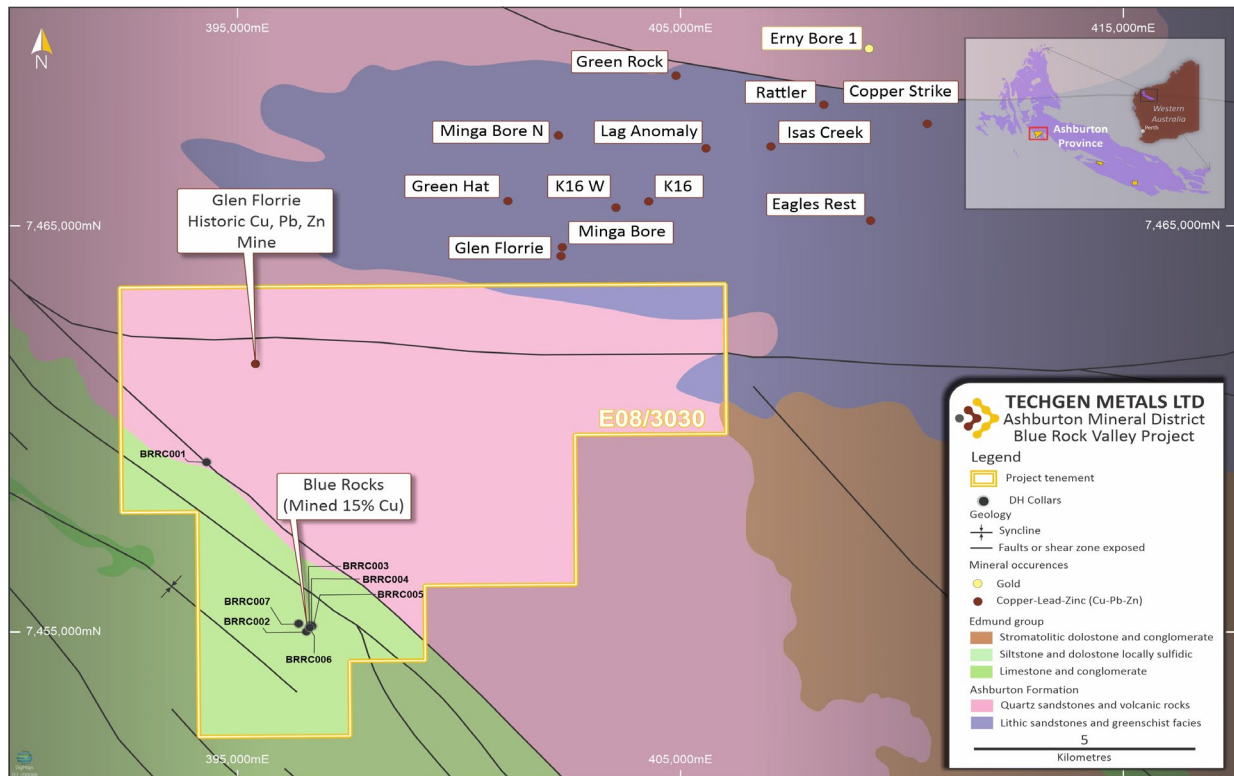 395,000mE
405,000mE
415,000mE
N
Erny Bore 1
Green Rock
Rattler
Copper Strike
Minga Bore N
Lag Anomaly
Isas Creek
Green Hat
K16 W
K16
Eagles Rest
Glen Florrie
Minga Bore
Glen Florrie
Historic Cu, Pb, Zn
Mine
7,465,000mN
7,465,000mN
Western
Australia
Perth
Ashburton
Province
E08/3030
BRRC001
Blue Rocks
(Mined 15% Cu)
BRRC003
BRRC004
BRRC005
BRRC007
BRRC002
BRRC006
7,455,000mN
395,000mE
405,000mE
TECHGEN METALS LTD
Ashburton Mineral District
Blue Rock Valley Project
Legend
Project tenement
DH Collars
Geology
Syncline
Faults or shear zone exposed
Mineral occurences
Gold
Copper-Lead-Zinc (Cu-Pb-Zn)
Edmund group
Stromatolitic dolostone and conglomerate
Siltstone and dolostone locally sulfidic
Limestone and conglomerate
Ashburton Formation
Quartz sandstones and volcanic rocks
Lithic sandstones and greenschist facies
5
Kilometres